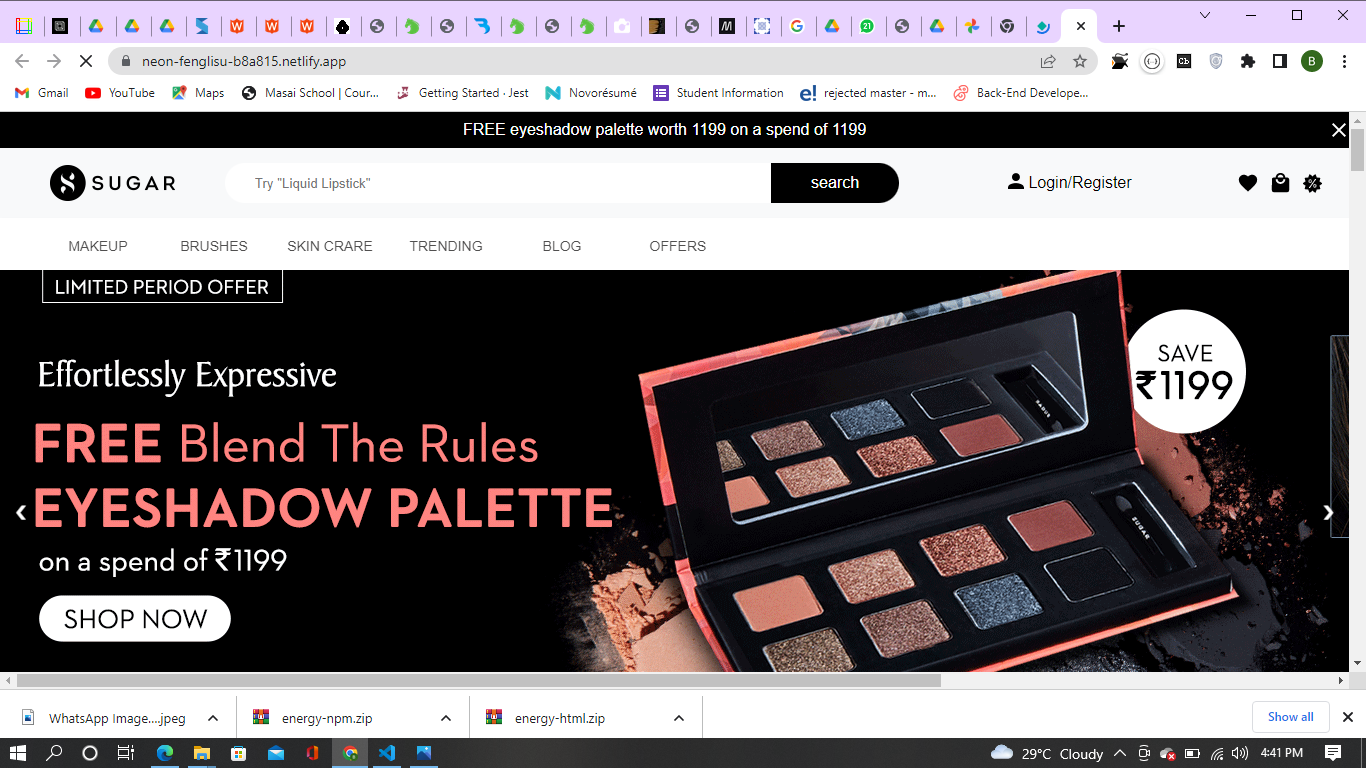 21
neon-fenglisu-b8a815.netlify.app
Cb
B
Gmail
YouTube
Maps
Masai School | Cour...
Getting Started · Jest
Novorésumé
Student Information
rejected master - m...
Back-End Develope...
FREE eyeshadow palette worth 1199 on a spend of 1199
SUGAR
Try "Liquid Lipstick"
search
Login/Register
MAKEUP
BRUSHES
SKIN CRARE
TRENDING
BLOG
OFFERS
LIMITED PERIOD OFFER
Effortlessly Expressive
FREE Blend The Rules
EYESHADOW PALETTE
on a spend of ₹1199
SHOP NOW
SAVE
₹1199
SUGAR
WhatsApp Image....jpeg
energy-npm.zip
energy-html.zip
Show all
29°C Cloudy
4:41 PM